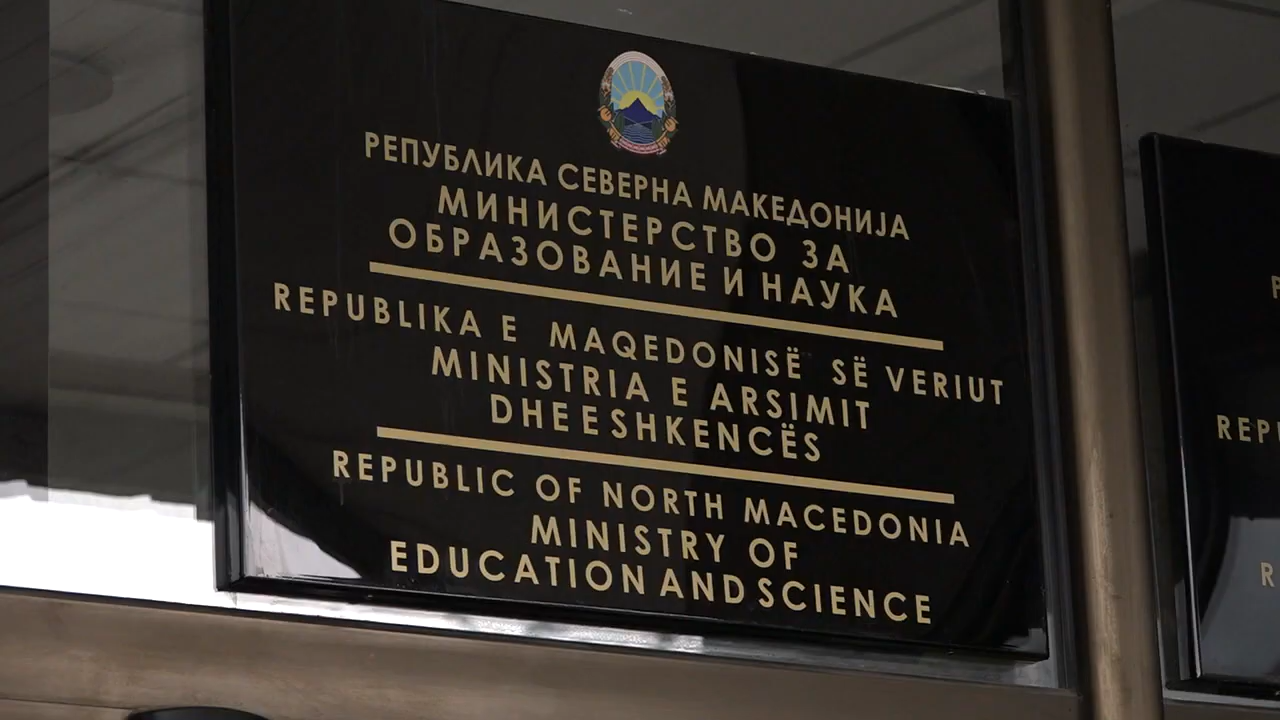 РЕПУБЛИКА СЕВЕРНА МАКЕДОНИЈА
МИНИСТЕРСТВО ЗА
ОБРАЗОВАНИЕ И НАУКА
REPUBLIKA E MAQEDONISË SË VERIUT
MINISTRIA E ARSIMIT
DHE E SHKENCËS
REPUBLIC OF NORTH MACEDONIA
MINISTRY OF
EDUCATION AND SCIENCE